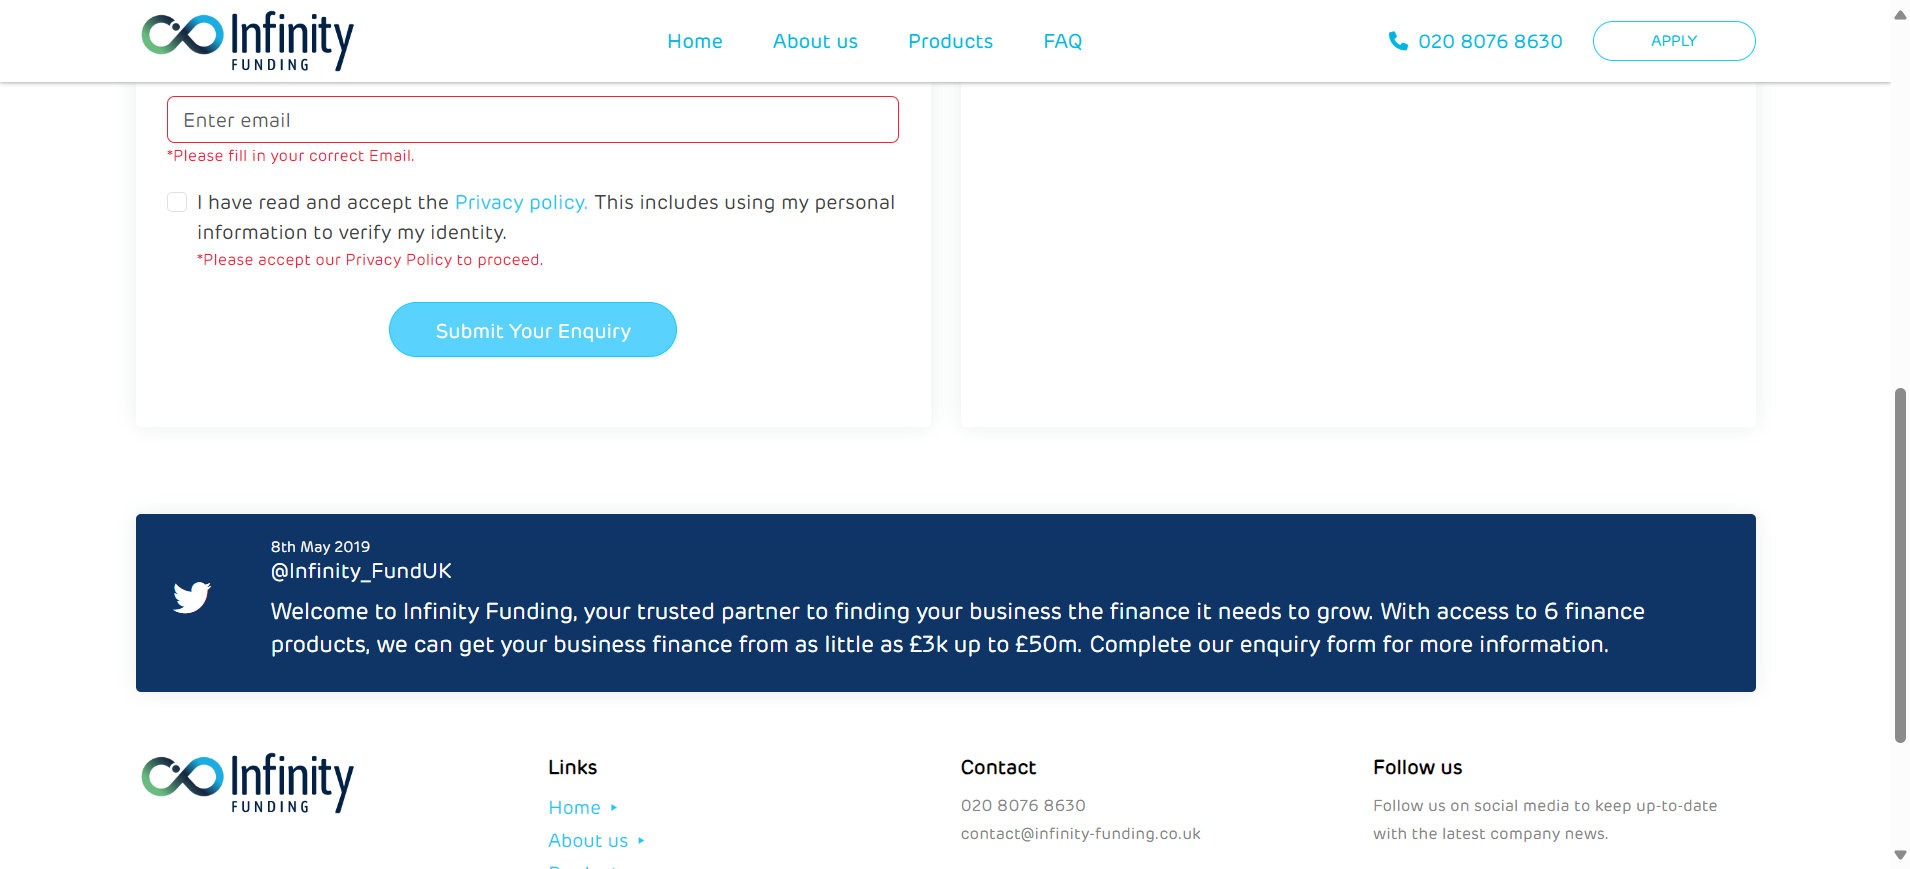 Infinity
FUNDING
Home
About us
Products
FAQ
020 8076 8630
APPLY
Enter email
*Please fill in your correct Email.
I have read and accept the Privacy policy. This includes using my personal
information to verify my identity.
*Please accept our Privacy Policy to proceed.
Submit Your Enquiry
8th May 2019
@Infinity_FundUK
Welcome to Infinity Funding, your trusted partner to finding your business the finance it needs to grow. With access to 6 finance
products, we can get your business finance from as little as £3k up to £50m. Complete our enquiry form for more information.
Infinity
FUNDING
Links
Home
About us
Contact
020 8076 8630
contact@infinity-funding.co.uk
Follow us
Follow us on social media to keep up-to-date
with the latest company news.